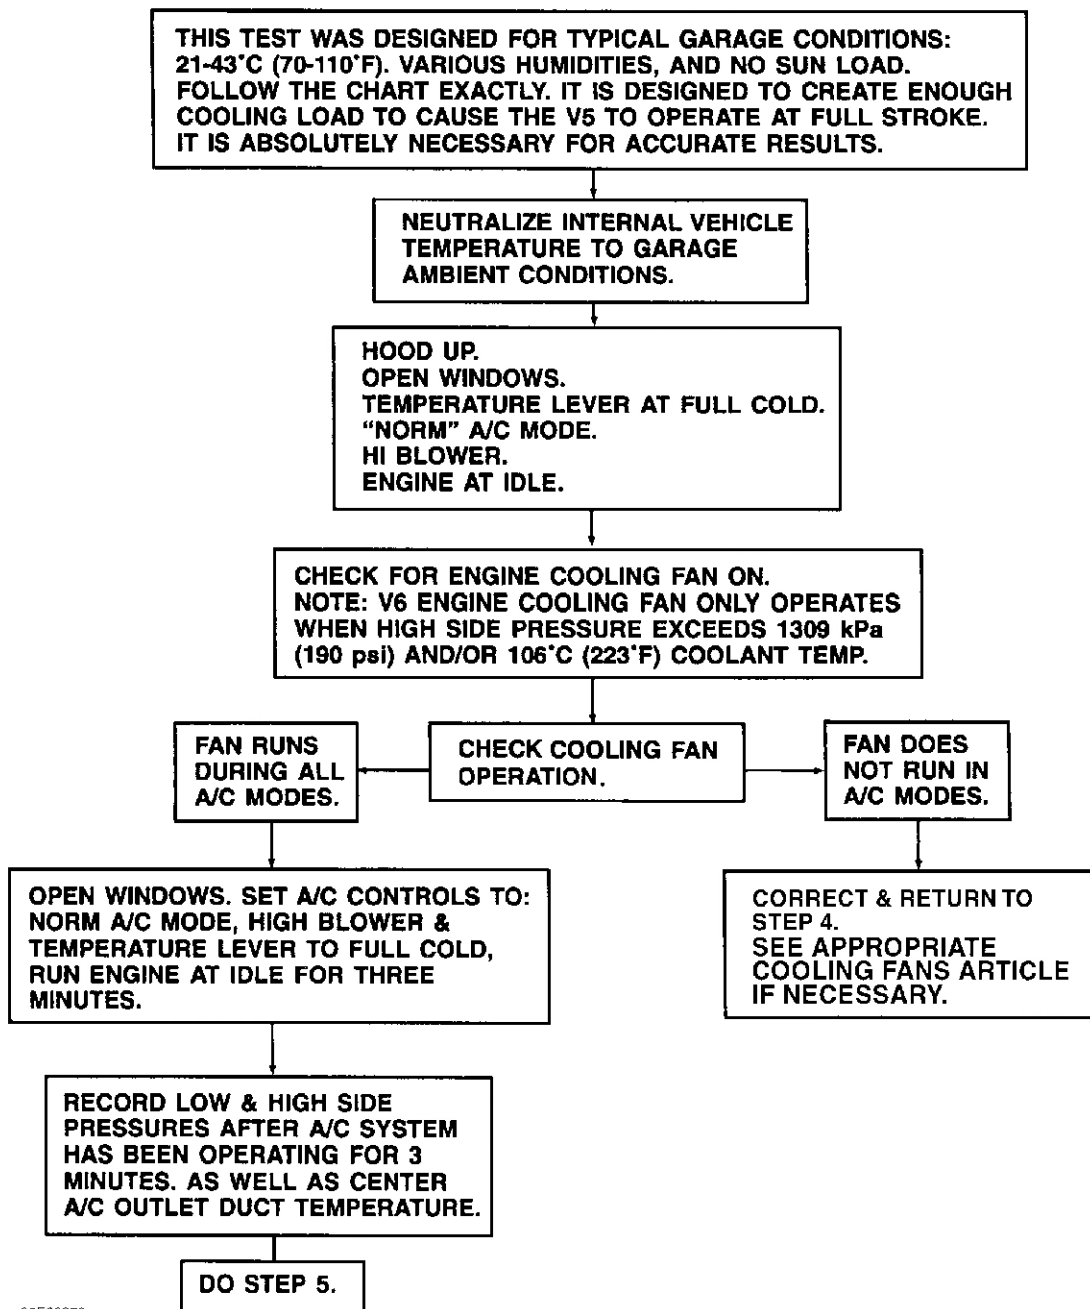 THIS TEST WAS DESIGNED FOR TYPICAL GARAGE CONDITIONS:
21-43°C (70-110°F). VARIOUS HUMIDITIES, AND NO SUN LOAD.
FOLLOW THE CHART EXACTLY. IT IS DESIGNED TO CREATE ENOUGH
COOLING LOAD TO CAUSE THE V5 TO OPERATE AT FULL STROKE.
IT IS ABSOLUTELY NECESSARY FOR ACCURATE RESULTS.
NEUTRALIZE INTERNAL VEHICLE
TEMPERATURE TO GARAGE
AMBIENT CONDITIONS.
HOOD UP.
OPEN WINDOWS.
TEMPERATURE LEVER AT FULL COLD.
“NORM” A/C MODE.
HI BLOWER.
ENGINE AT IDLE.
CHECK FOR ENGINE COOLING FAN ON.
NOTE: V6 ENGINE COOLING FAN ONLY OPERATES
WHEN HIGH SIDE PRESSURE EXCEEDS 1309 kPa
(190 psi) AND/OR 106°C (223°F) COOLANT TEMP.
FAN RUNS
DURING ALL
A/C MODES.
CHECK COOLING FAN
OPERATION.
FAN DOES
NOT RUN IN
A/C MODES.
OPEN WINDOWS. SET A/C CONTROLS TO:
NORM A/C MODE, HIGH BLOWER &
TEMPERATURE LEVER TO FULL COLD,
RUN ENGINE AT IDLE FOR THREE
MINUTES.
CORRECT & RETURN TO
STEP 4.
SEE APPROPRIATE
COOLING FANS ARTICLE
IF NECESSARY.
RECORD LOW & HIGH SIDE
PRESSURES AFTER A/C SYSTEM
HAS BEEN OPERATING FOR 3
MINUTES. AS WELL AS CENTER
A/C OUTLET DUCT TEMPERATURE.
DO STEP 5.